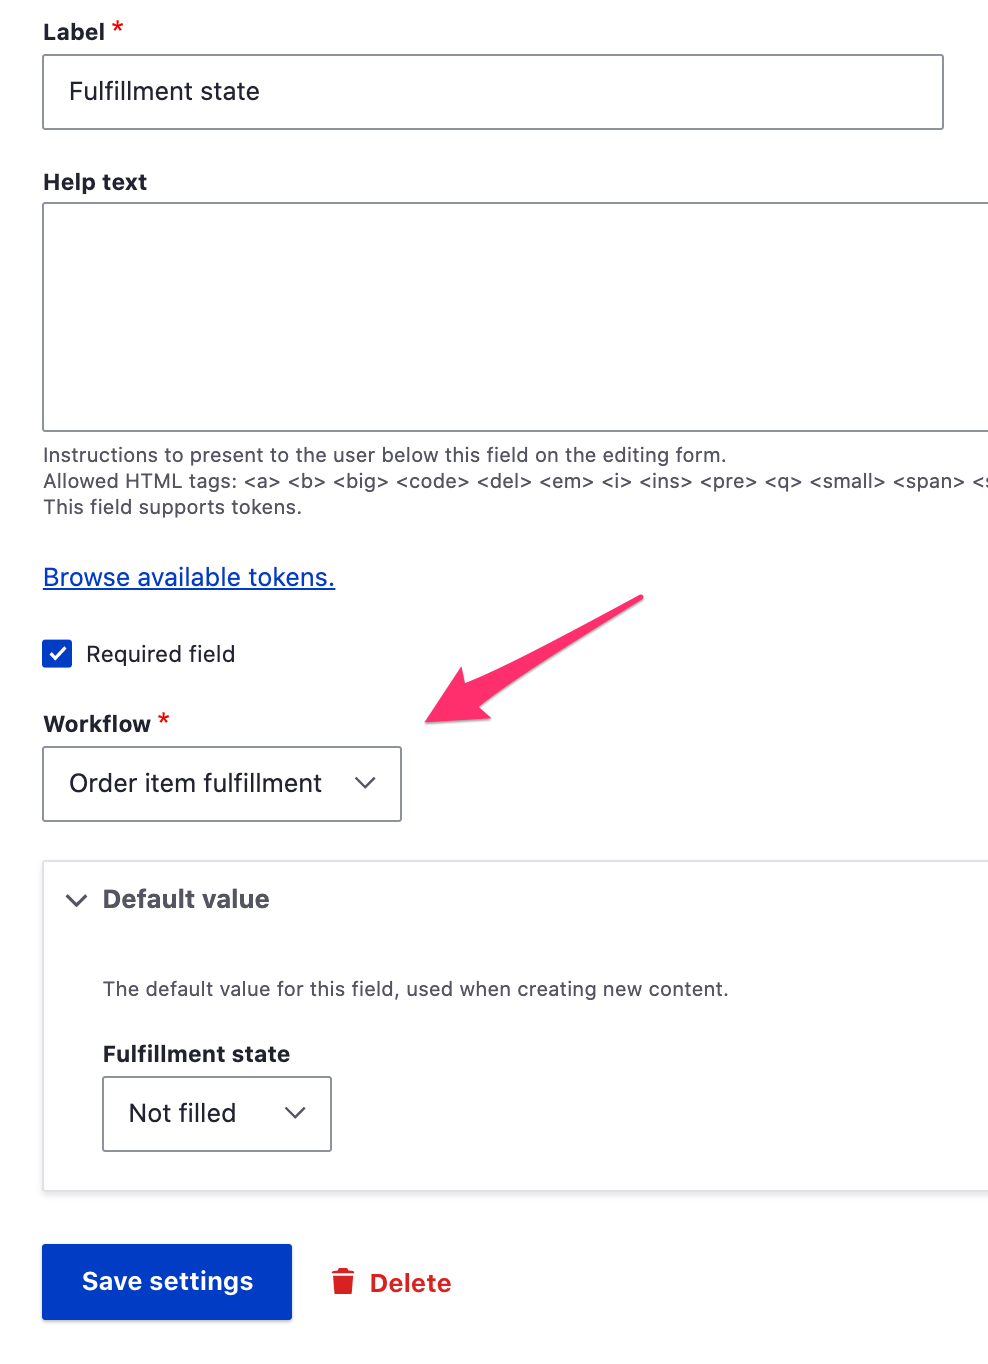 Label *
Fulfillment state
Help text
Instructions to present to the user below this field on the editing form.
Allowed HTML tags: <a> <b> <big> <code> <del> <em> <i> <ins> <pre> <q> <small> <span>
This field supports tokens.
Browse available tokens.
Required field
Workflow *
Order item fulfillment
Default value
The default value for this field, used when creating new content.
Fulfillment state
Not filled
Save settings
Delete